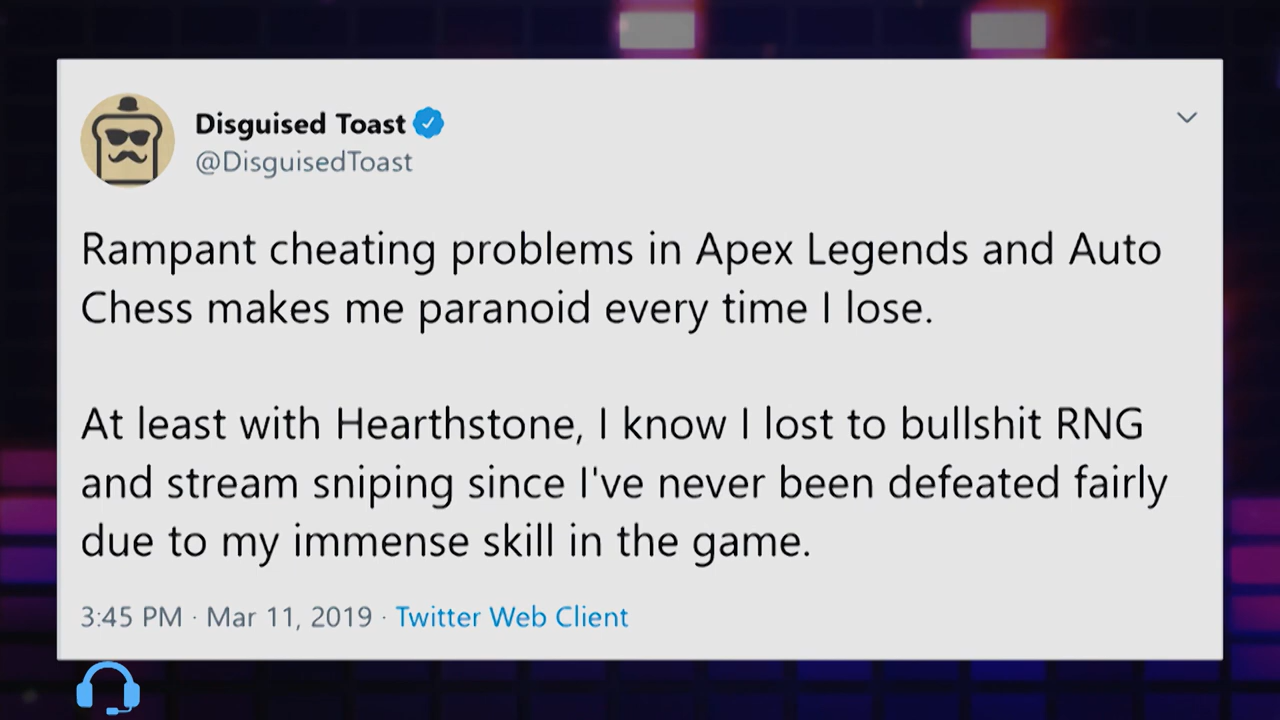 Disguised Toast
@DisguisedToast
Rampant cheating problems in Apex Legends and Auto
Chess makes me paranoid every time I lose.
At least with Hearthstone, I know I lost to bullshit RNG
and stream sniping since I've never been defeated fairly
due to my immense skill in the game.
3:45 PM · Mar 11, 2019 · Twitter Web Client